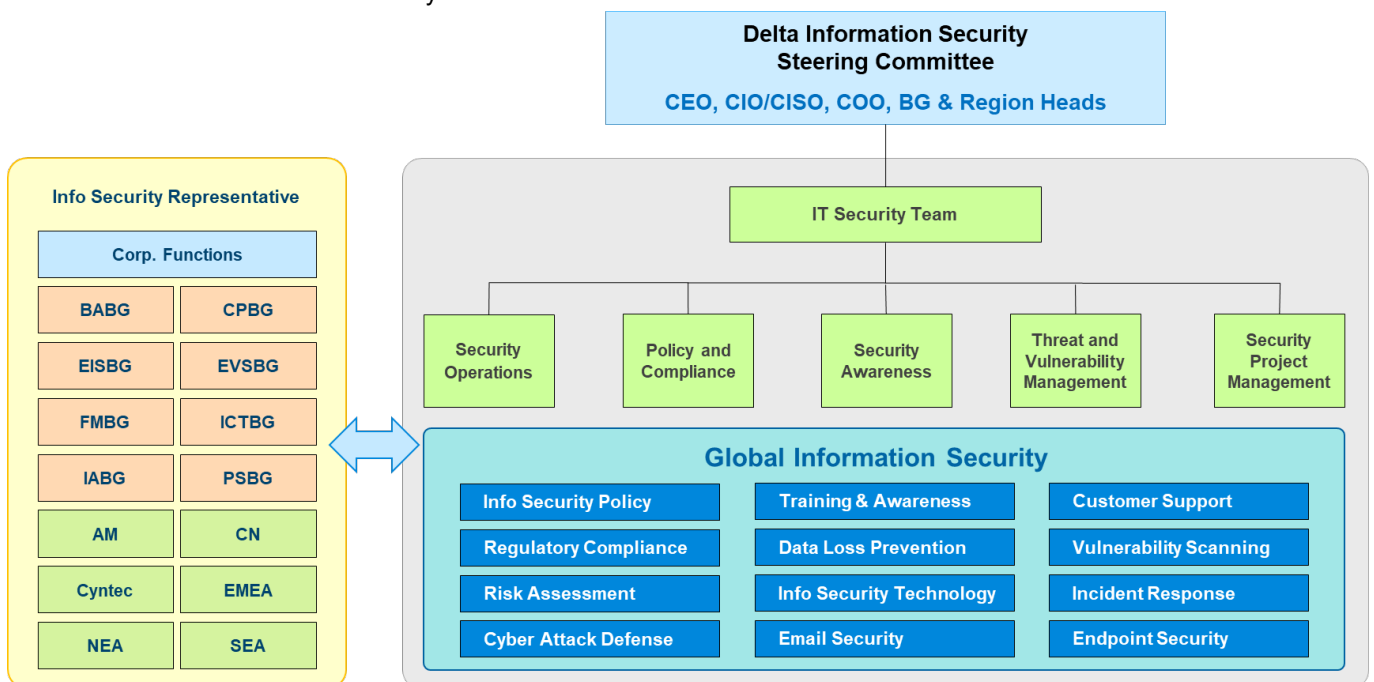 Delta Information Security
Steering Committee
CEO, CIO/CISO, COO, BG & Region Heads
Info Security Representative
Corp. Functions
BABG
CPBG
EISBG
EVSBG
FMBG
ICTBG
IABG
PSBG
AM
CN
Cyntec
EMEA
NEA
SEA
IT Security Team
Security
Operations
Policy and
Compliance
Security
Awareness
Threat and
Vulnerability
Management
Security
Project
Management
Global Information Security
Info Security Policy
Training & Awareness
Customer Support
Regulatory Compliance
Data Loss Prevention
Vulnerability Scanning
Risk Assessment
Info Security Technology
Incident Response
Cyber Attack Defense
Email Security
Endpoint Security